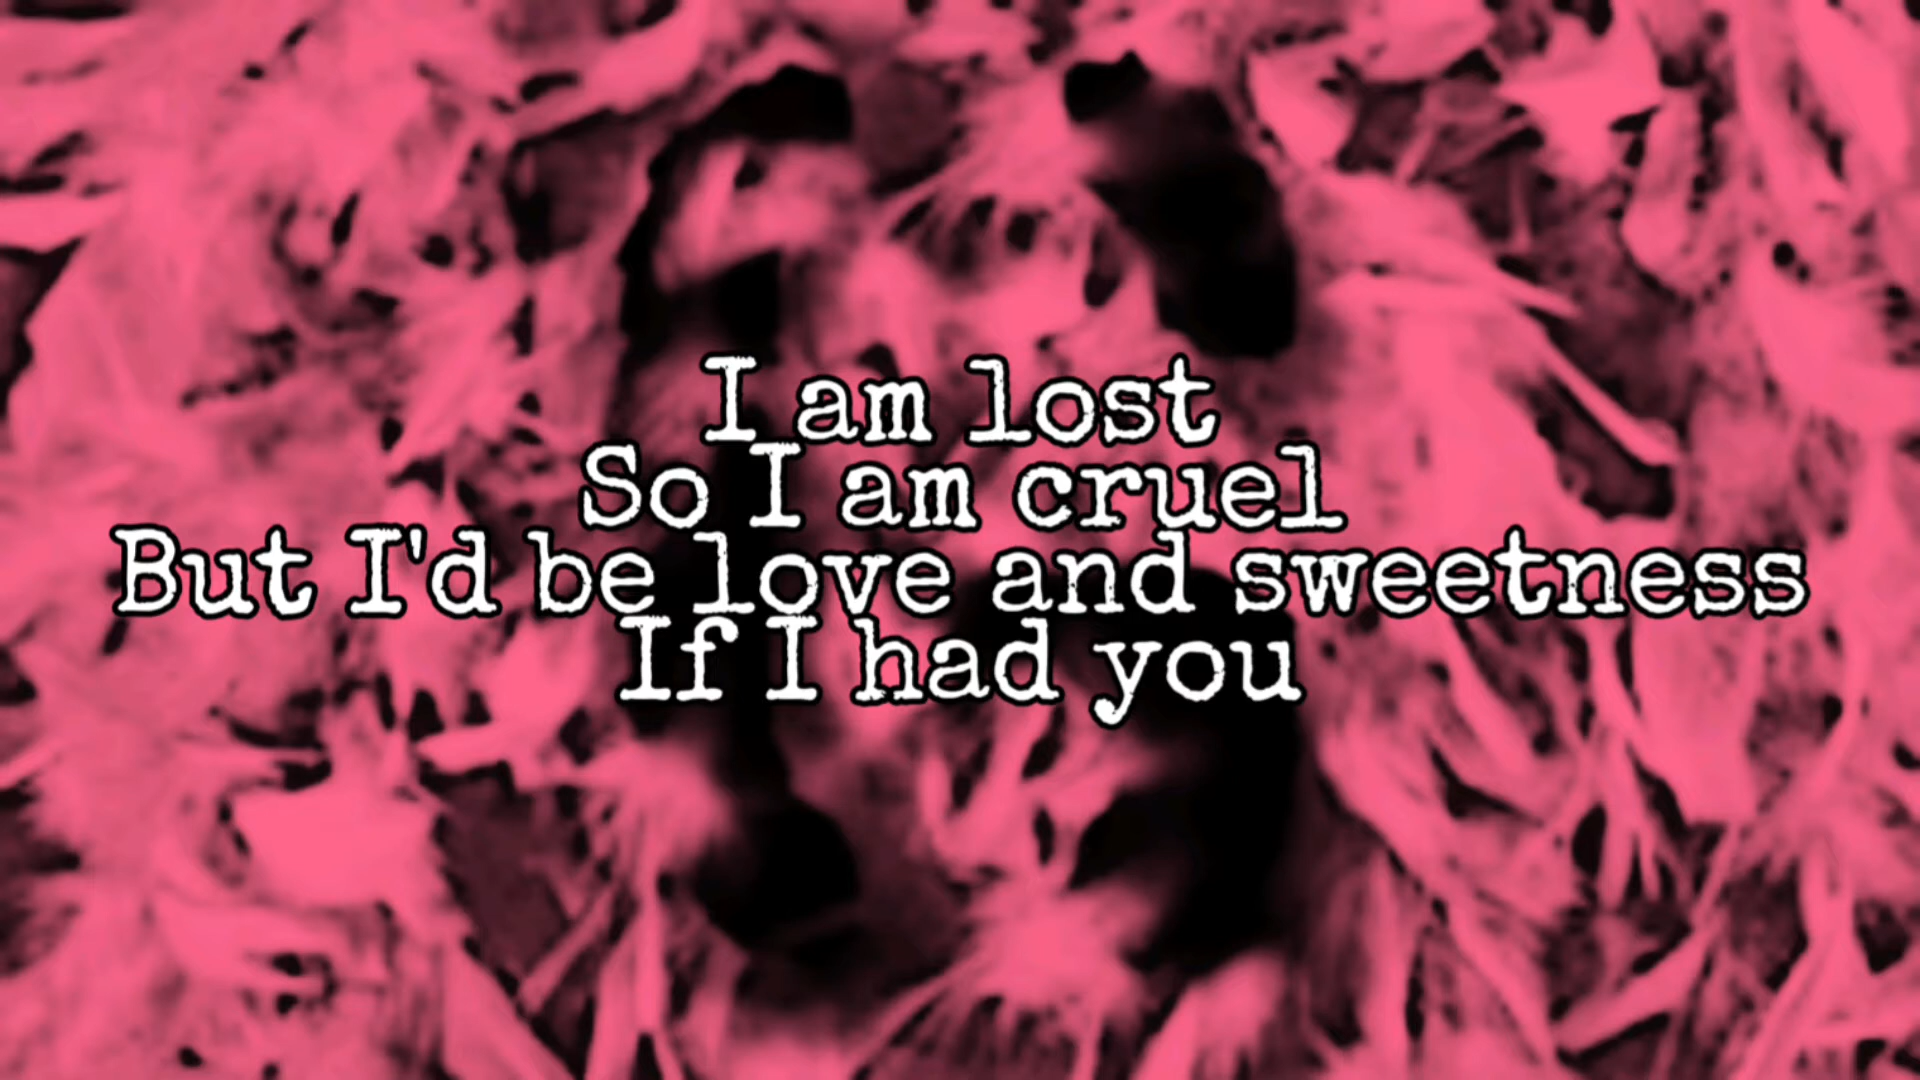 I am lost
So I am cruel
But I'd be love and sweetness
If I had you